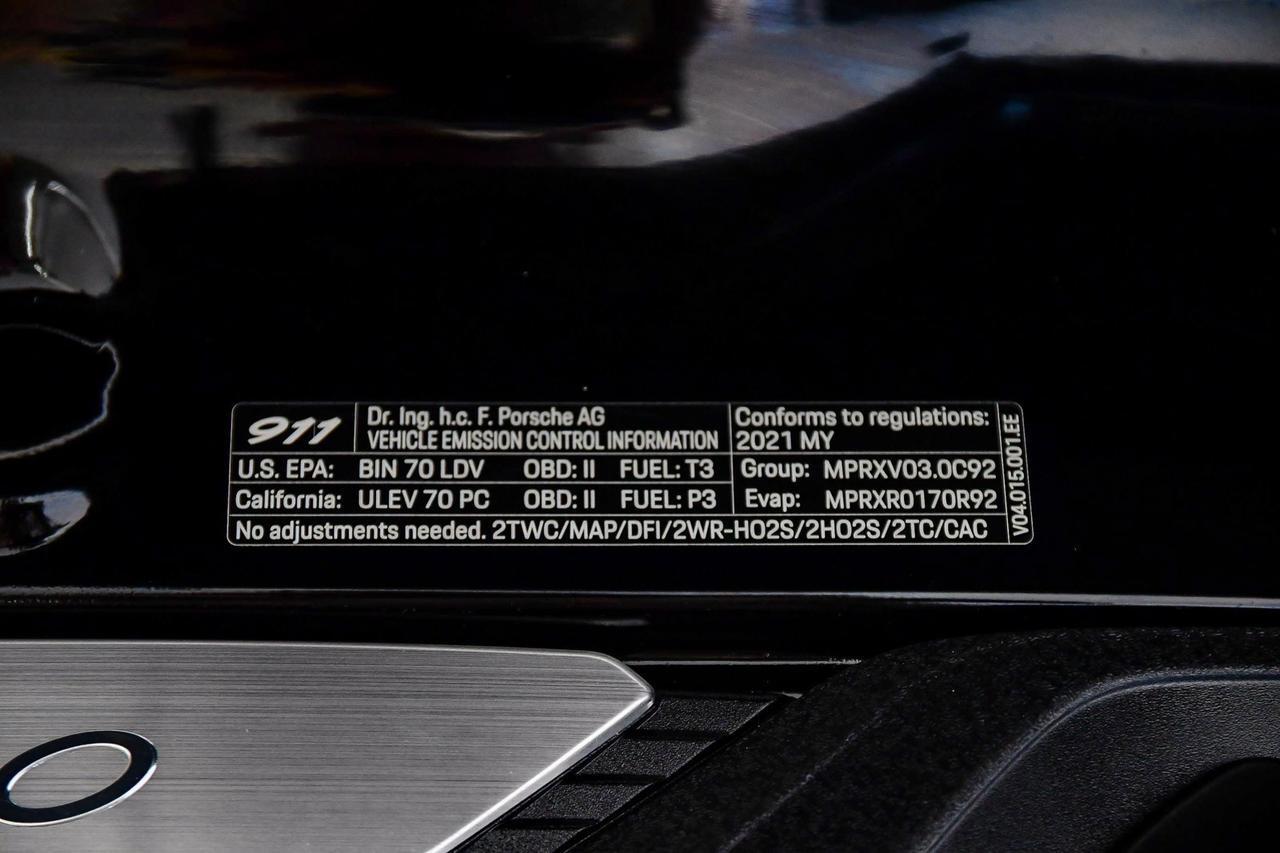 911
Dr. Ing. h.c. F. Porsche AG
VEHICLE EMISSION CONTROL INFORMATION
Conforms to regulations:
2021 MY
U.S. EPA: BIN 70 LDV OBD: II FUEL: T3
Group: MPRXV03.0C92
California: ULEV 70 PC OBD: II FUEL: P3
Evap: MPRXR0170R92
No adjustments needed. 2TWC/MAP/DFI/2WR-HO2S/2HO2S/2TC/CAC
V04.015.001.EE
O